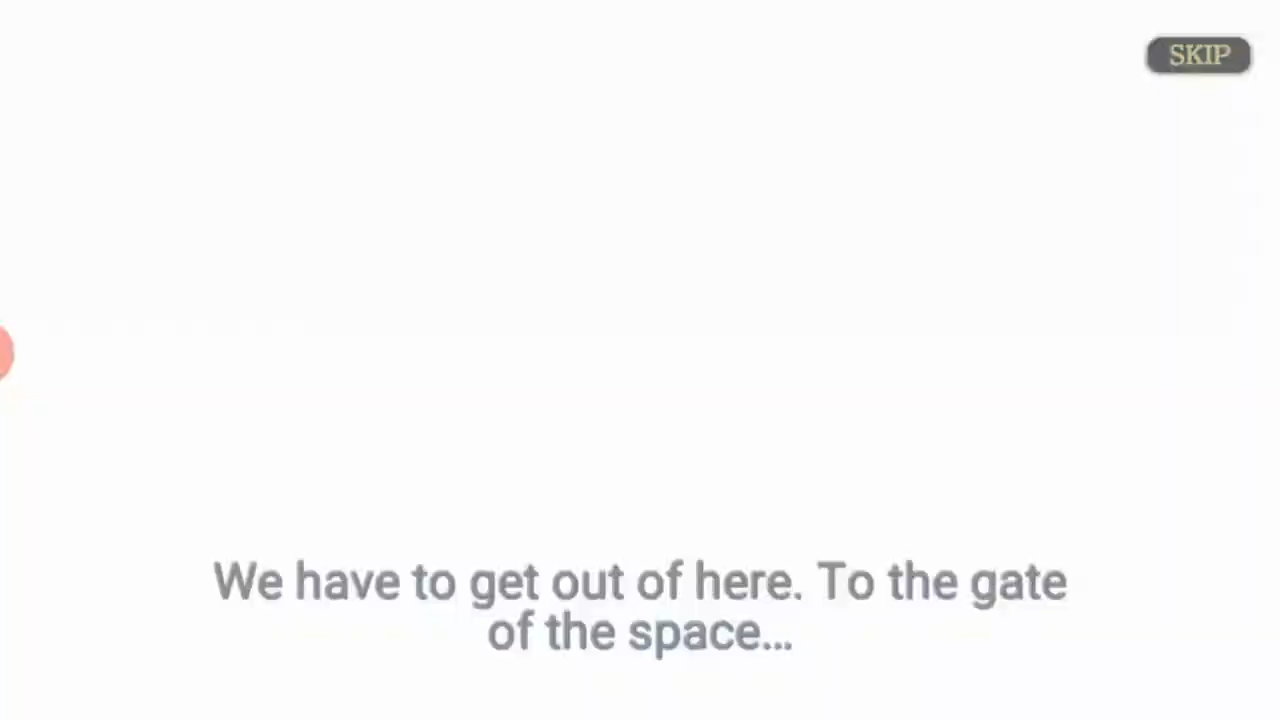 SKIP
We have to get out of here. To the gate
of the space...